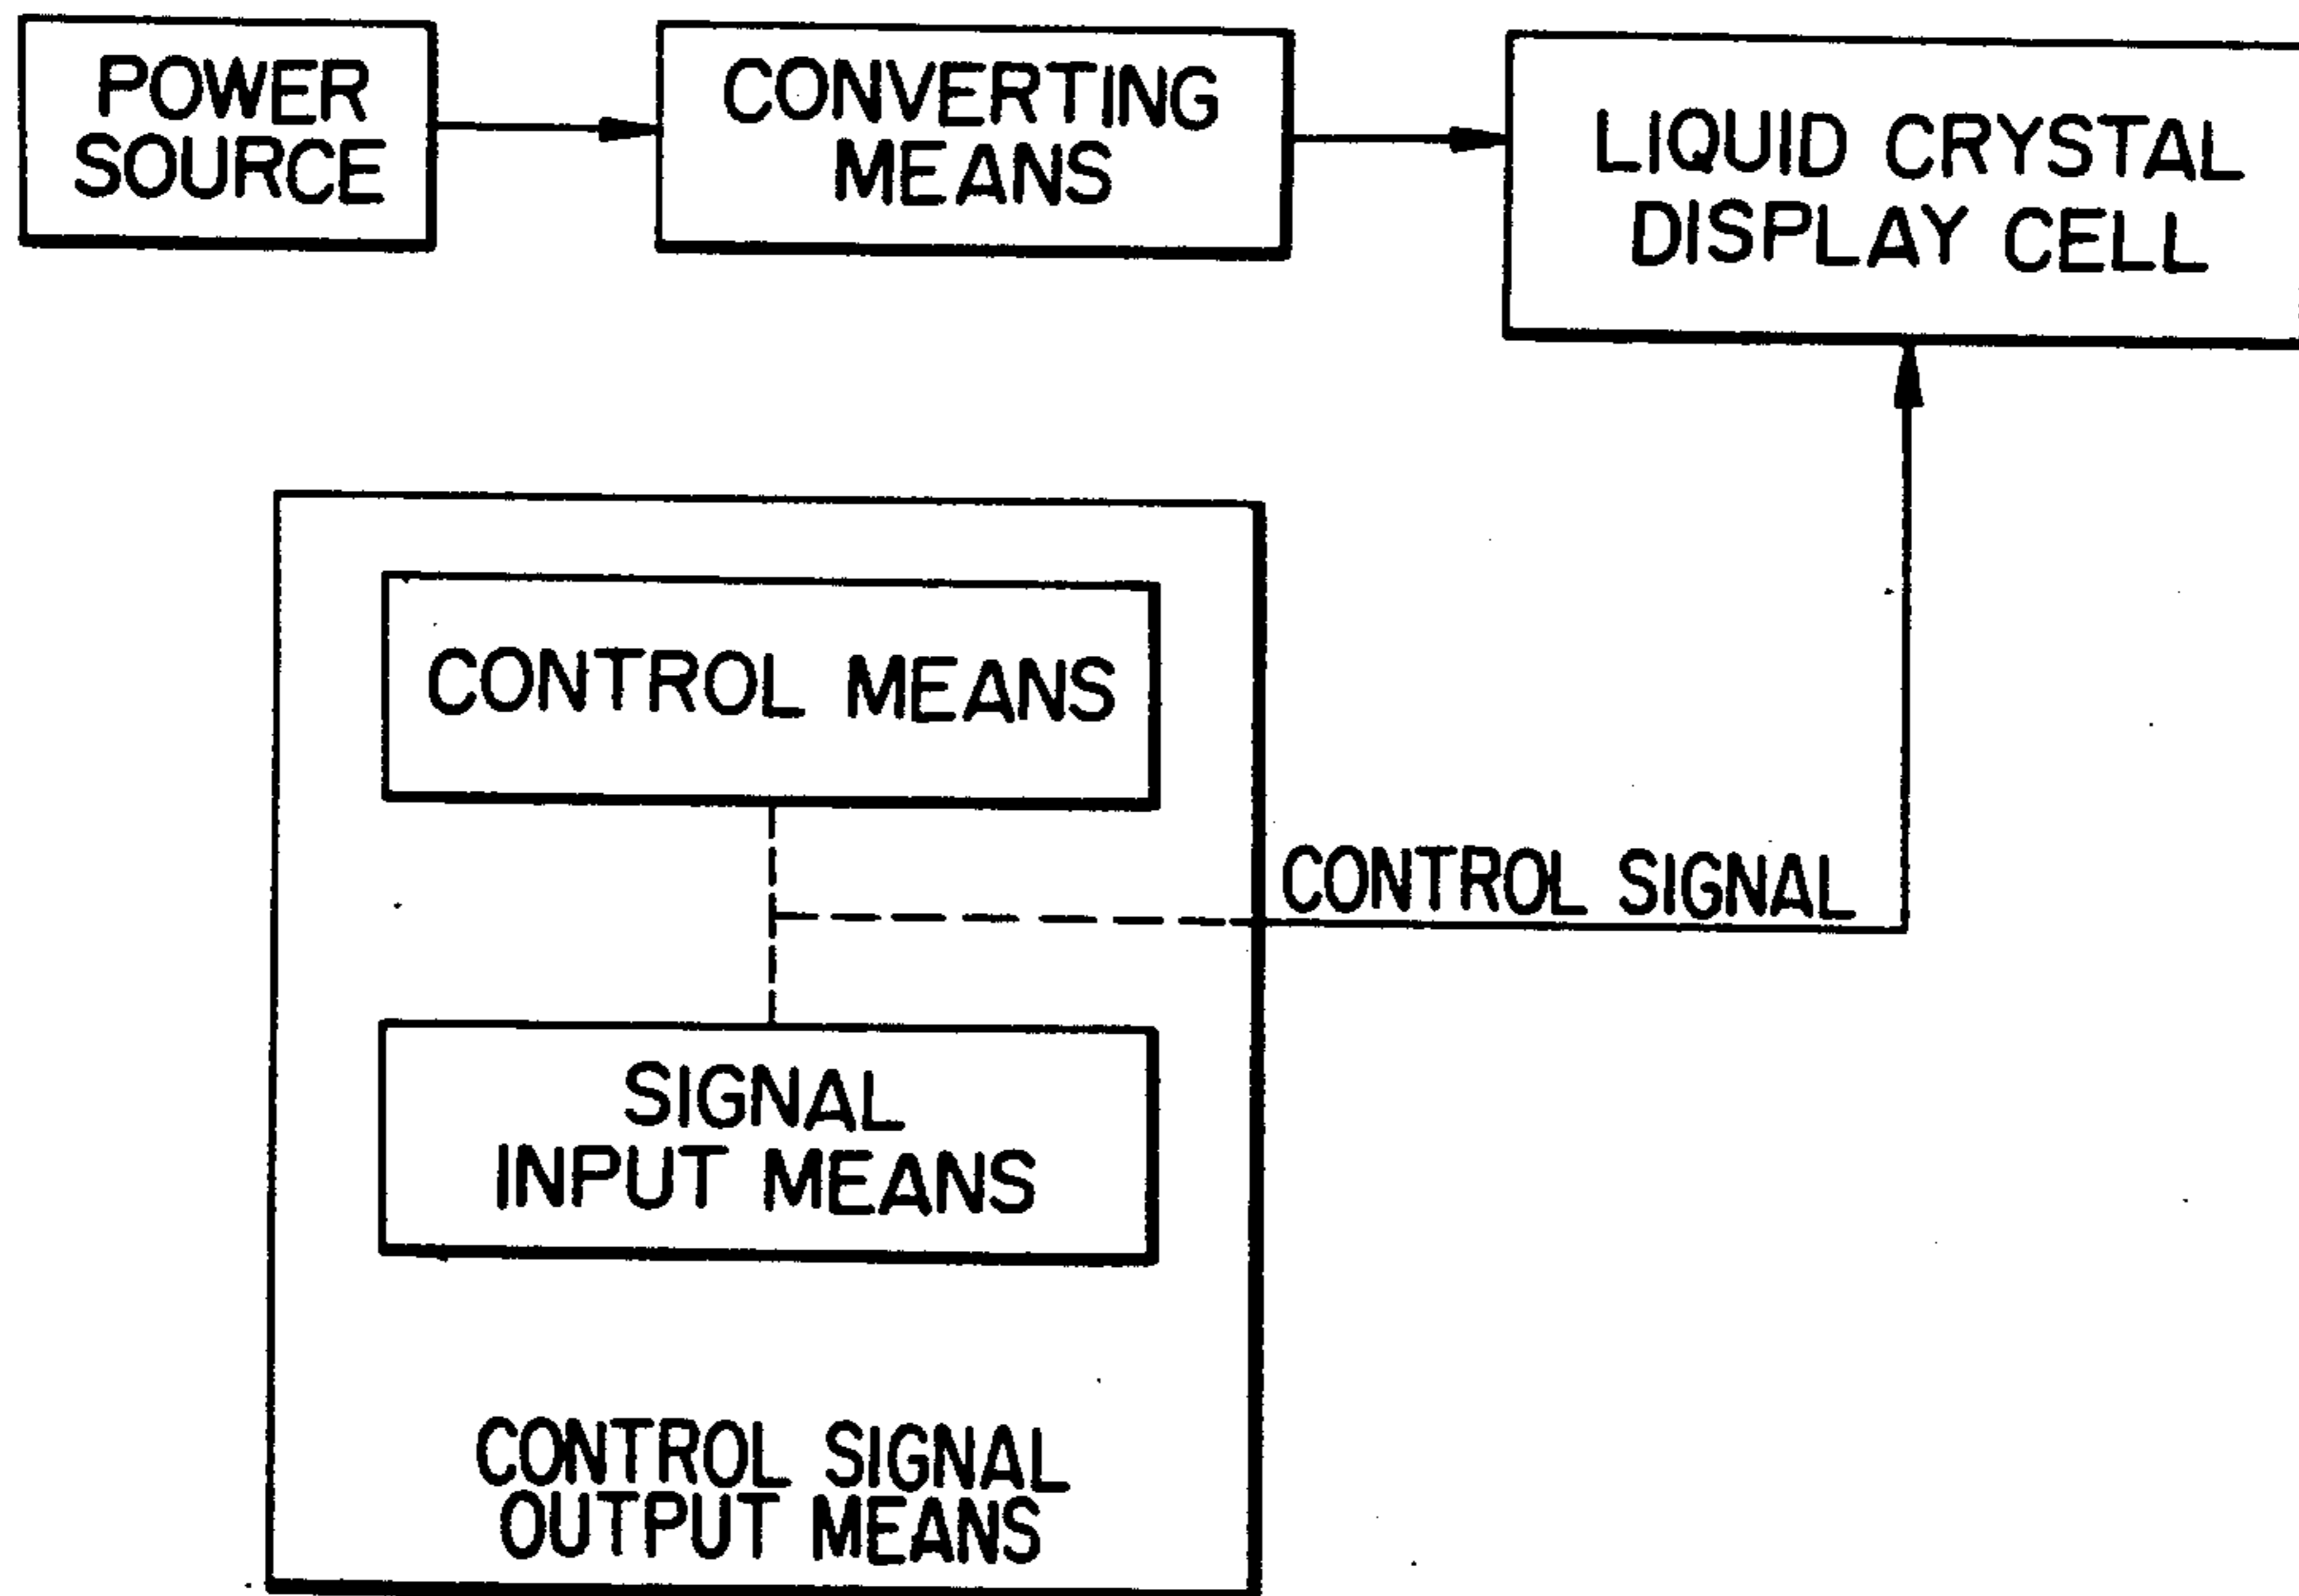 POWER
SOURCE
CONVERTING
MEANS
LIQUID CRYSTAL
DISPLAY CELL
CONTROL MEANS
CONTROL SIGNAL
SIGNAL
INPUT MEANS
CONTROL SIGNAL
OUTPUT MEANS